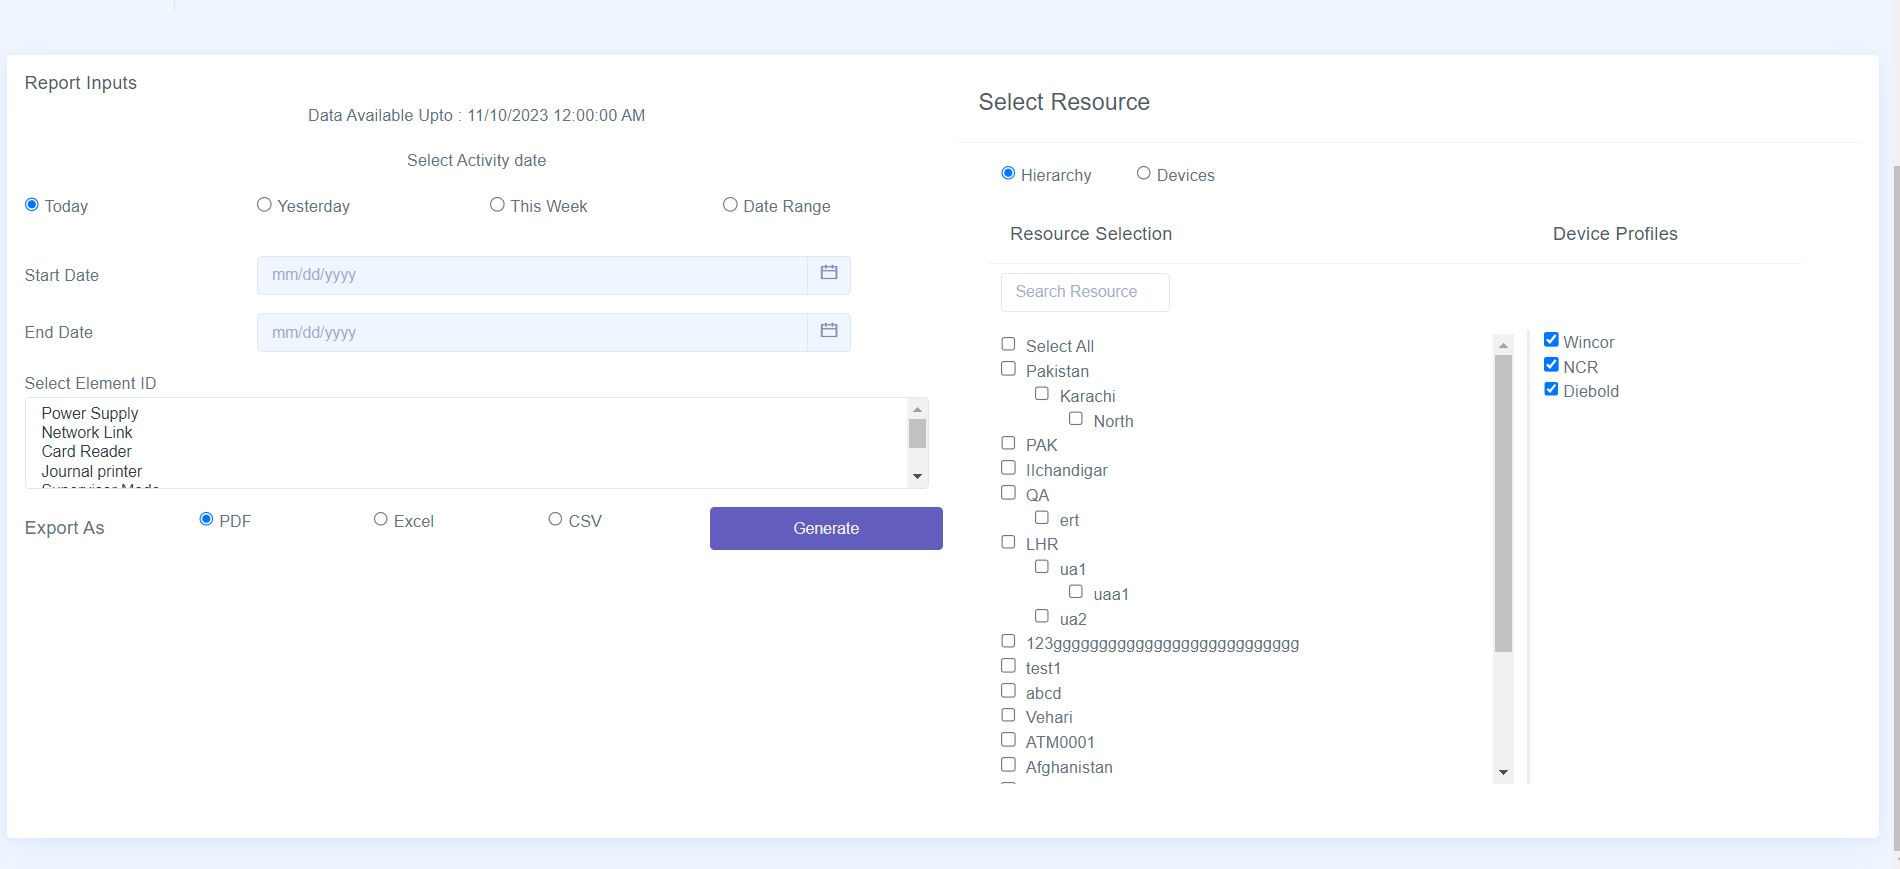 Report Inputs
Data Available Upto : 11/10/2023 12:00:00 AM
Select Activity date
Today
Yesterday
This Week
Date Range
Start Date
mm/dd/yyyy
End Date
mm/dd/yyyy
Select Element ID
Power Supply
Network Link
Card Reader
Journal printer
Supervisor Mode
Export As
PDF
Excel
CSV
Generate
Select Resource
Hierarchy
Devices
Resource Selection
Device Profiles
Search Resource
Select All
Pakistan
Karachi
North
PAK
IIchandigar
QA
ert
LHR
ua1
uaa1
ua2
123ggggggggggggggggggggggggggg
test1
abcd
Vehari
ATM0001
Afghanistan
Wincor
NCR
Diebold